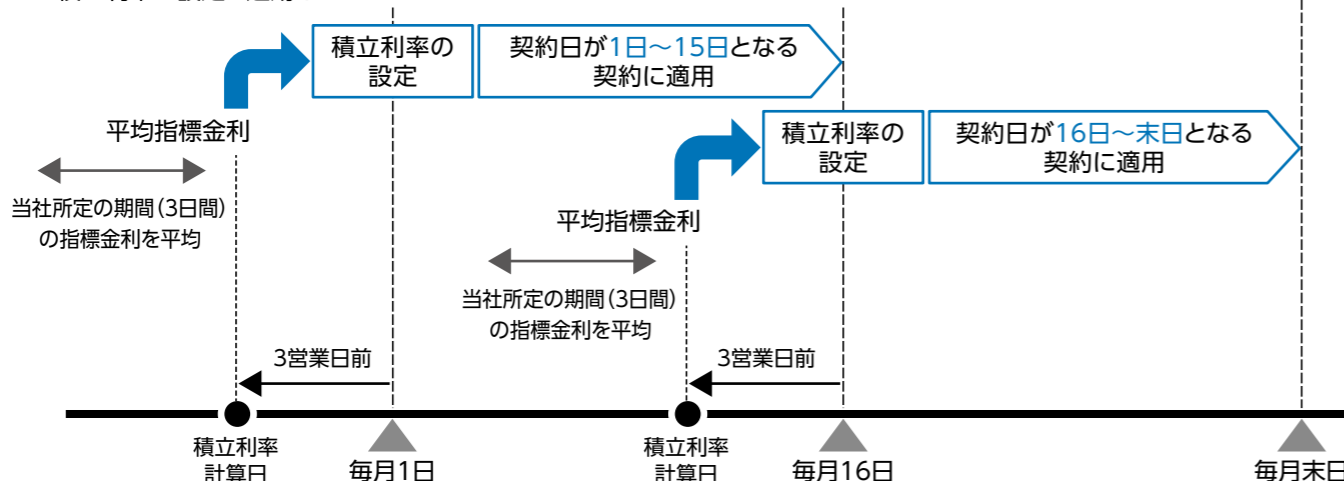 積立利率の
設定
契約日が1日～15日となる
契約に適用
平均指標金利
当社所定の期間(3日間)
の指標金利を平均
積立利率の
設定
契約日が16日～末日となる
契約に適用
平均指標金利
当社所定の期間(3日間)
の指標金利を平均
3営業日前
3営業日前
積立利率
計算日
毎月1日
積立利率
計算日
毎月16日
毎月末日